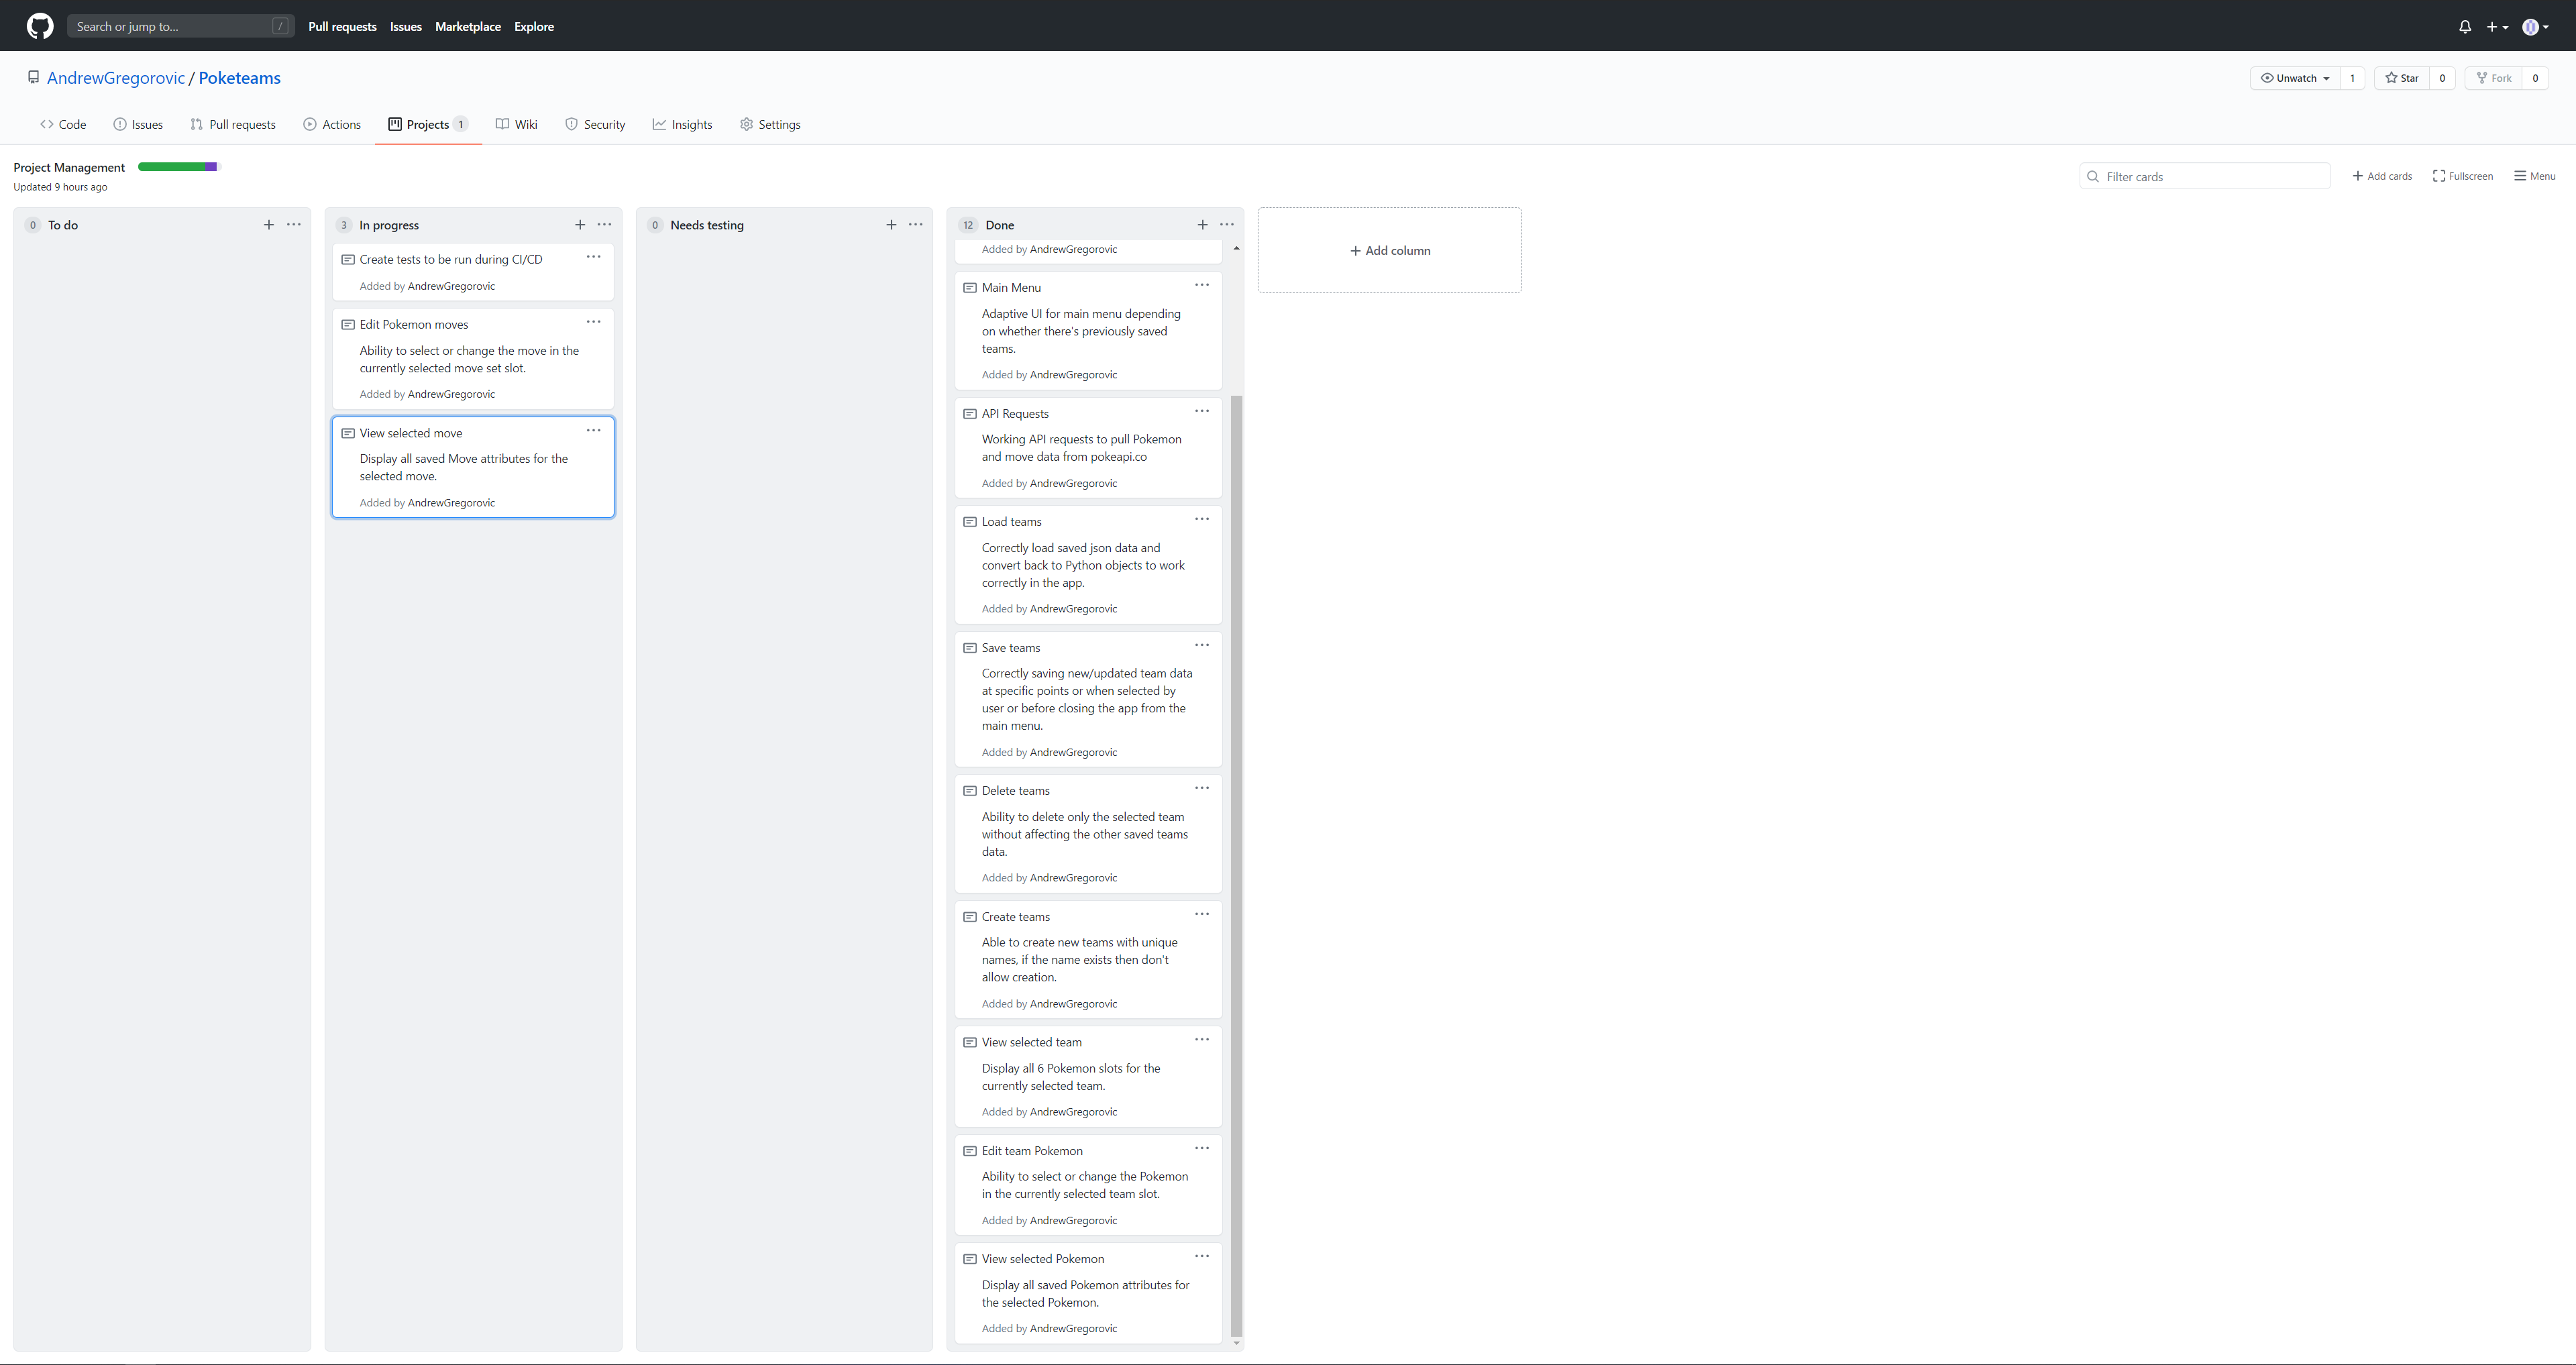 Search or jump to...
/
Pull requests
Issues
Marketplace
Explore
AndrewGregorovic / Poketeams
Unwatch
1
Star
0
Fork
0
Code
Issues
Pull requests
Actions
Projects 1
Wiki
Security
Insights
Settings
Project Management
Updated 9 hours ago
Filter cards
Add cards
Fullscreen
Menu
0 To do
3 In progress
Create tests to be run during CI/CD
Added by AndrewGregorovic
Edit Pokemon moves
Ability to select or change the move in the
currently selected move set slot.
Added by AndrewGregorovic
View selected move
Display all saved Move attributes for the
selected move.
Added by AndrewGregorovic
0 Needs testing
12 Done
Added by AndrewGregorovic
Main Menu
Adaptive UI for main menu depending
on whether there's previously saved
teams.
Added by AndrewGregorovic
API Requests
Working API requests to pull Pokemon
and move data from pokeapi.co
Added by AndrewGregorovic
Load teams
Correctly load saved json data and
convert back to Python objects to work
correctly in the app.
Added by AndrewGregorovic
Save teams
Correctly saving new/updated team data
at specific points or when selected by
user or before closing the app from the
main menu.
Added by AndrewGregorovic
Delete teams
Ability to delete only the selected team
without affecting the other saved teams
data.
Added by AndrewGregorovic
Create teams
Able to create new teams with unique
names, if the name exists then don't
allow creation.
Added by AndrewGregorovic
View selected team
Display all 6 Pokemon slots for the
currently selected team.
Added by AndrewGregorovic
Edit team Pokemon
Ability to select or change the Pokemon
in the currently selected team slot.
Added by AndrewGregorovic
View selected Pokemon
Display all saved Pokemon attributes for
the selected Pokemon.
Added by AndrewGregorovic
Add column